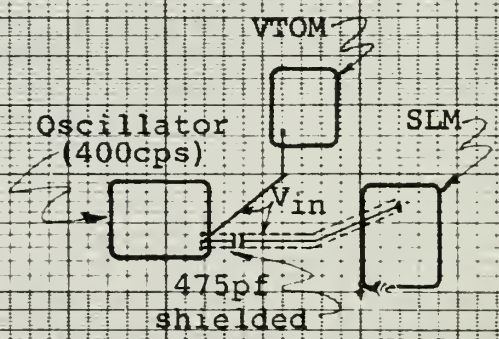 VTOM
Oscillator
(400cps)
SLM
Vin
475pf
shielded